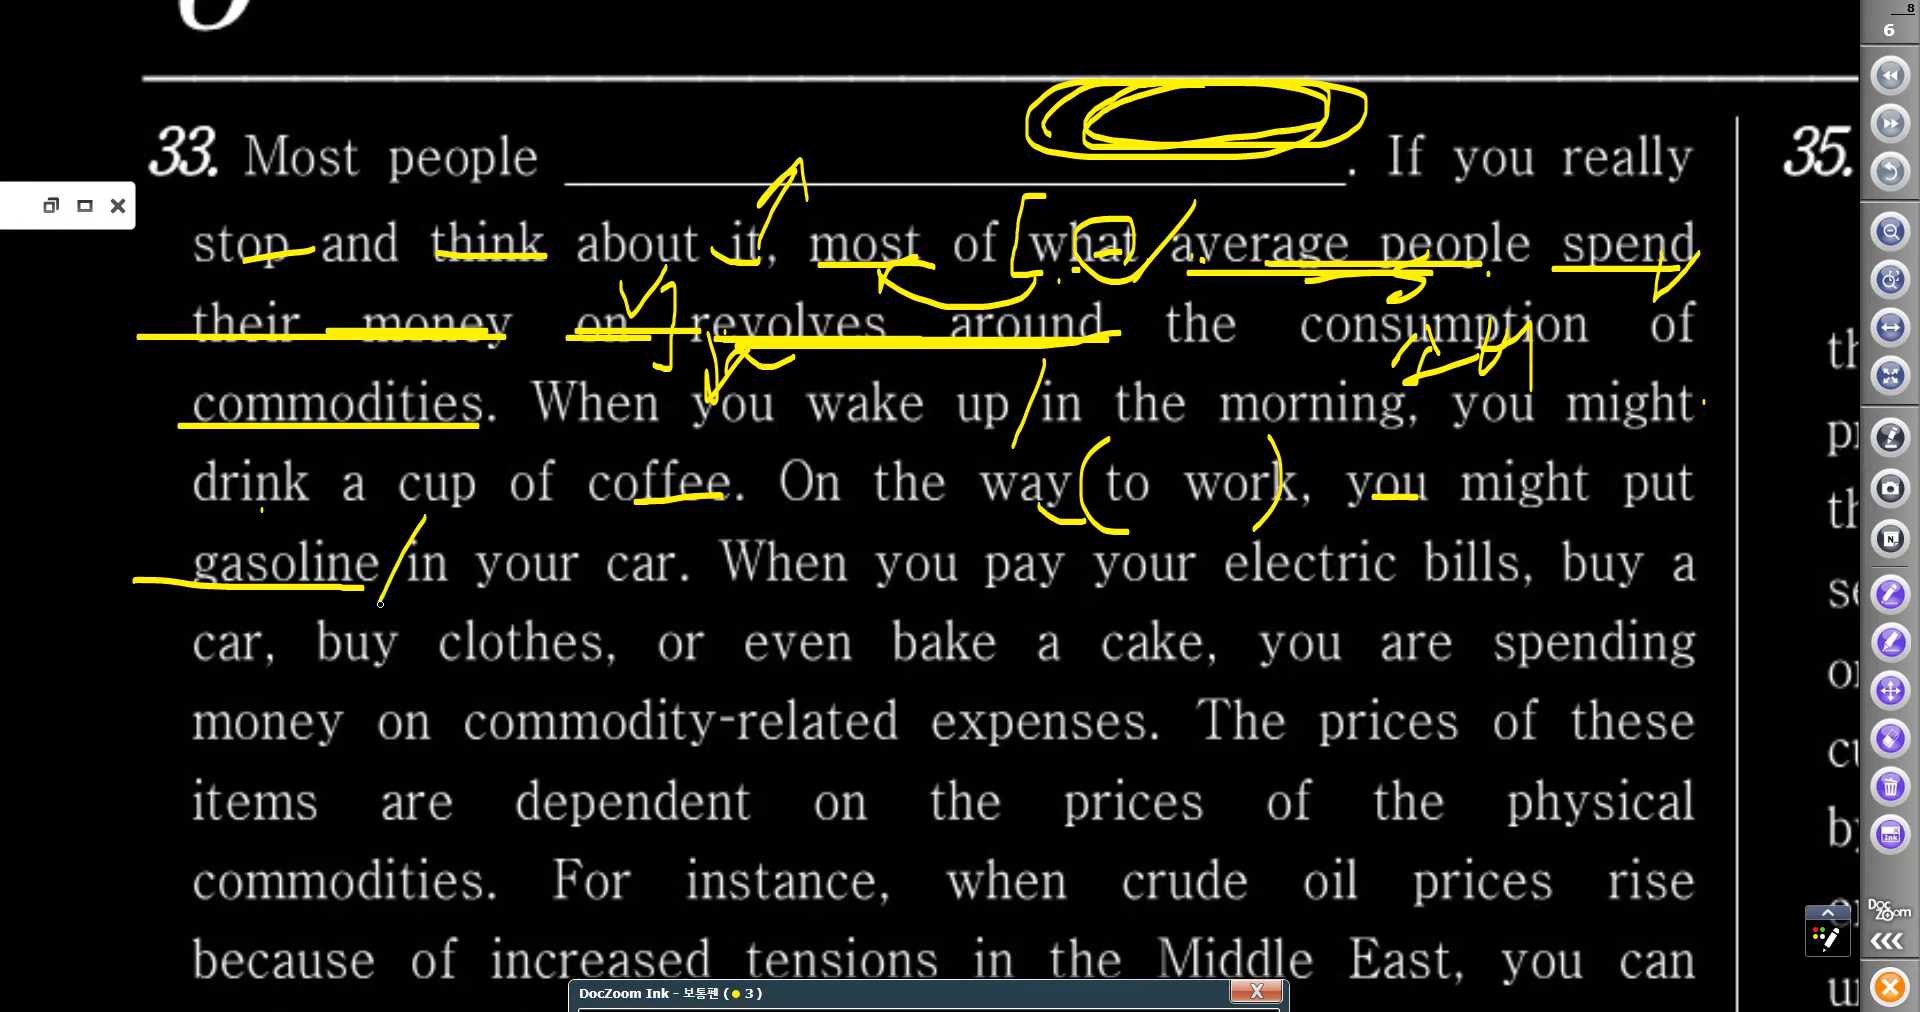 8
6
33. Most people ______. If you really
stop and think about it, most of what average people spend
their money on revolves around the consumption of
commodities. When you wake up in the morning, you might
drink a cup of coffee. On the way to work, you might put
gasoline in your car. When you pay your electric bills, buy a
car, buy clothes, or even bake a cake, you are spending
money on commodity-related expenses. The prices of these
items are dependent on the prices of the physical
commodities. For instance, when crude oil prices rise
because of increased tensions in the Middle East, you can
35.
th
th
DocZoom
DocZoom Ink - 보통펜 ( 3 )